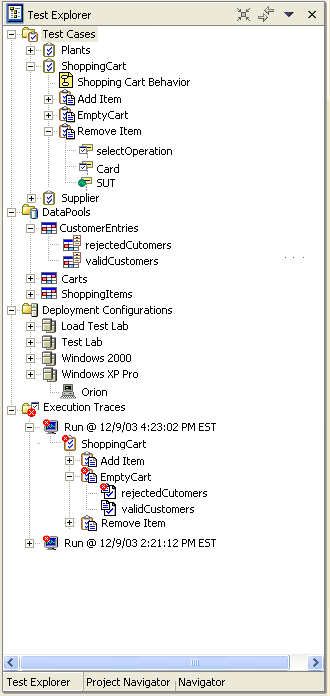 Test Explorer
Test Cases
Plants
ShoppingCart
Shopping Cart Behavior
Add Item
EmptyCart
Remove Item
selectOperation
Card
SUT
Supplier
DataPools
CustomerEntries
rejectedCutomers
validCustomers
. . .
Carts
ShoppingItems
Deployment Configurations
Load Test Lab
Test Lab
Windows 2000
Windows XP Pro
Orion
Execution Traces
Run @ 12/9/03 4:23:02 PM EST
ShoppingCart
Add Item
EmptyCart
rejectedCutomers
validCustomers
Remove Item
Run @ 12/9/03 2:21:12 PM EST
Test Explorer Project Navigator Navigator